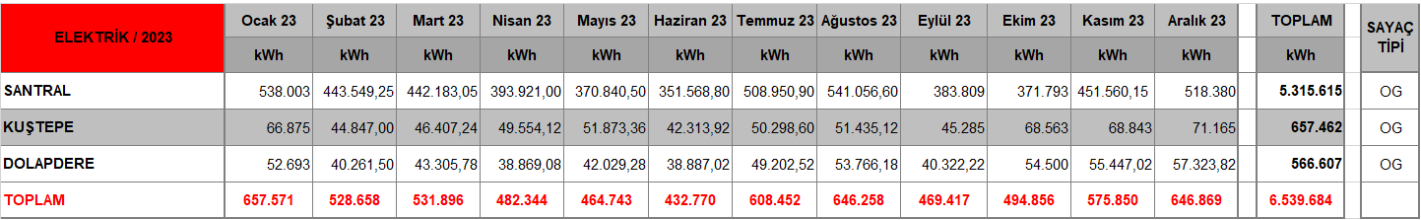 ELEKTRİK / 2023 Ocak 23 Şubat 23 Mart 23 Nisan 23 Mayıs 23 Haziran 23 Temmuz 23 Ağustos 23 Eylül 23 Ekim 23 Kasım 23 Aralık 23 TOPLAM SAYAÇ TİPİ
kWh kWh kWh kWh kWh kWh kWh kWh kWh kWh kWh kWh kWh
SANTRAL 538.003 443.549,25 442.183,05 393.921,00 370.840,50 351.568,80 508.950,90 541.056,60 383.809 371.793 451.560,15 518.380 5.315.615 OG
KUŞTEPE 66.875 44.847,00 46.407,24 49.554,12 51.873,36 42.313,92 50.298,60 51.435,12 45.285 68.563 68.843 71.165 657.462 OG
DOLAPDERE 52.693 40.261,50 43.305,78 38.869,08 42.029,28 38.887,02 49.202,52 53.766,18 40.322,22 54.500 55.447,02 57.323,82 566.607 OG
TOPLAM 657.571 528.658 531.896 482.344 464.743 432.770 608.452 646.258 469.417 494.856 575.850 646.869 6.539.684